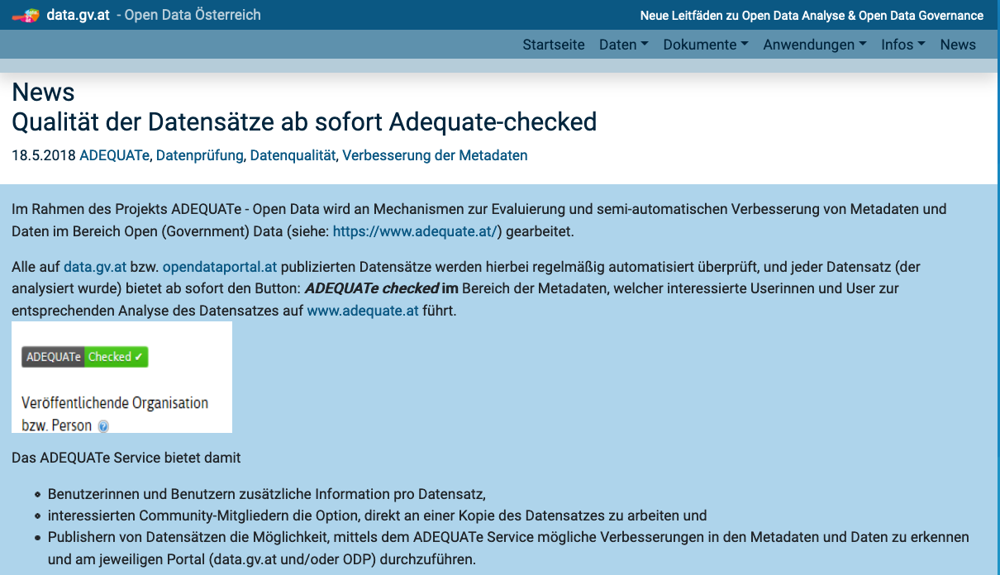 data.gv.at - Open Data Österreich
Neue Leitfäden zu Open Data Analyse & Open Data Governance
Startseite Daten Dokumente Anwendungen Infos News
News
Qualität der Datensätze ab sofort Adequate-checked
18.5.2018 ADEQUATe, Datenprüfung, Datenqualität, Verbesserung der Metadaten
Im Rahmen des Projekts ADEQUATe - Open Data wird an Mechanismen zur Evaluierung und semi-automatischen Verbesserung von Metadaten und
Daten im Bereich Open (Government) Data (siehe: https://www.adequate.at/) gearbeitet.
Alle auf data.gv.at bzw. opendataportal.at publizierten Datensätze werden hierbei regelmäßig automatisiert überprüft, und jeder Datensatz (der
analysiert wurde) bietet ab sofort den Button: ADEQUATe checked im Bereich der Metadaten, welcher interessierte Userinnen und User zur
entsprechenden Analyse des Datensatzes auf www.adequate.at führt.
ADEQUATe Checked ✓
Veröffentlichende Organisation
bzw. Person ?
Das ADEQUATe Service bietet damit
• Benutzerinnen und Benutzern zusätzliche Information pro Datensatz,
• interessierten Community-Mitgliedern die Option, direkt an einer Kopie des Datensatzes zu arbeiten und
• Publishern von Datensätzen die Möglichkeit, mittels dem ADEQUATe Service mögliche Verbesserungen in den Metadaten und Daten zu erkennen
und am jeweiligen Portal (data.gv.at und/oder ODP) durchzuführen.